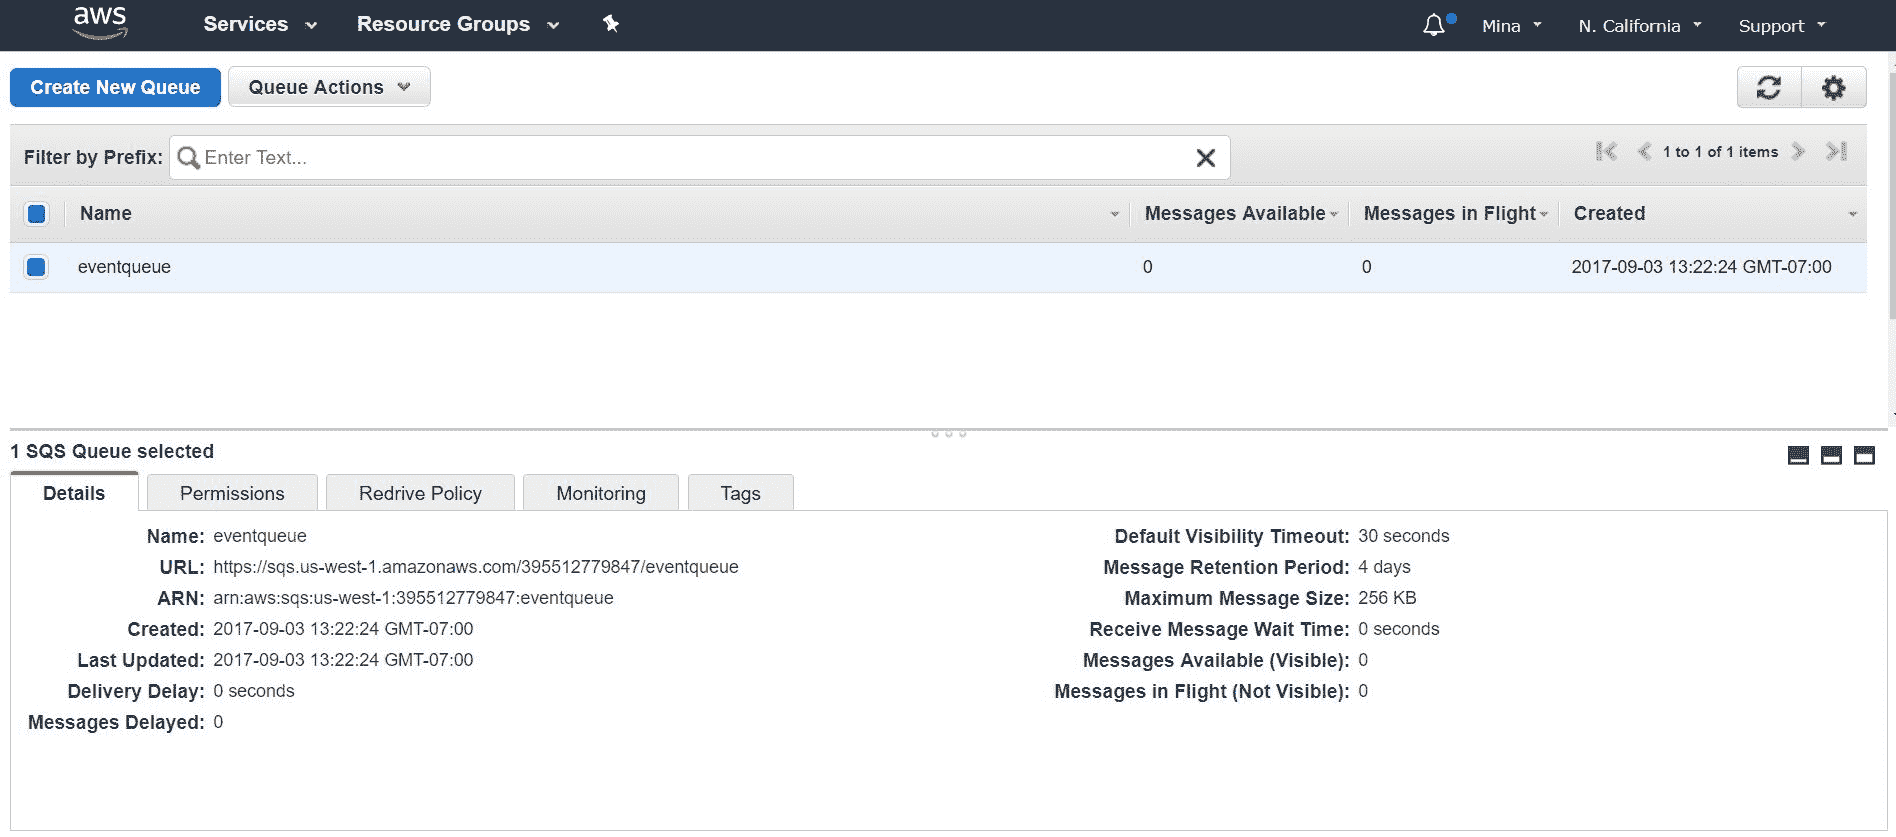 aws Services Resource Groups Mina N. California Support
Create New Queue Queue Actions
Filter by Prefix: Enter Text... 1 to 1 of 1 items
Name Messages Available Messages in Flight Created
eventqueue 0 0 2017-09-03 13:22:24 GMT-07:00
1 SQS Queue selected
Details Permissions Redrive Policy Monitoring Tags
Name: eventqueue
URL: https://sqs.us-west-1.amazonaws.com/395512779847/eventqueue
ARN: arn:aws:sqs:us-west-1:395512779847:eventqueue
Created: 2017-09-03 13:22:24 GMT-07:00
Last Updated: 2017-09-03 13:22:24 GMT-07:00
Delivery Delay: 0 seconds
Messages Delayed: 0
Default Visibility Timeout: 30 seconds
Message Retention Period: 4 days
Maximum Message Size: 256 KB
Receive Message Wait Time: 0 seconds
Messages Available (Visible): 0
Messages in Flight (Not Visible): 0